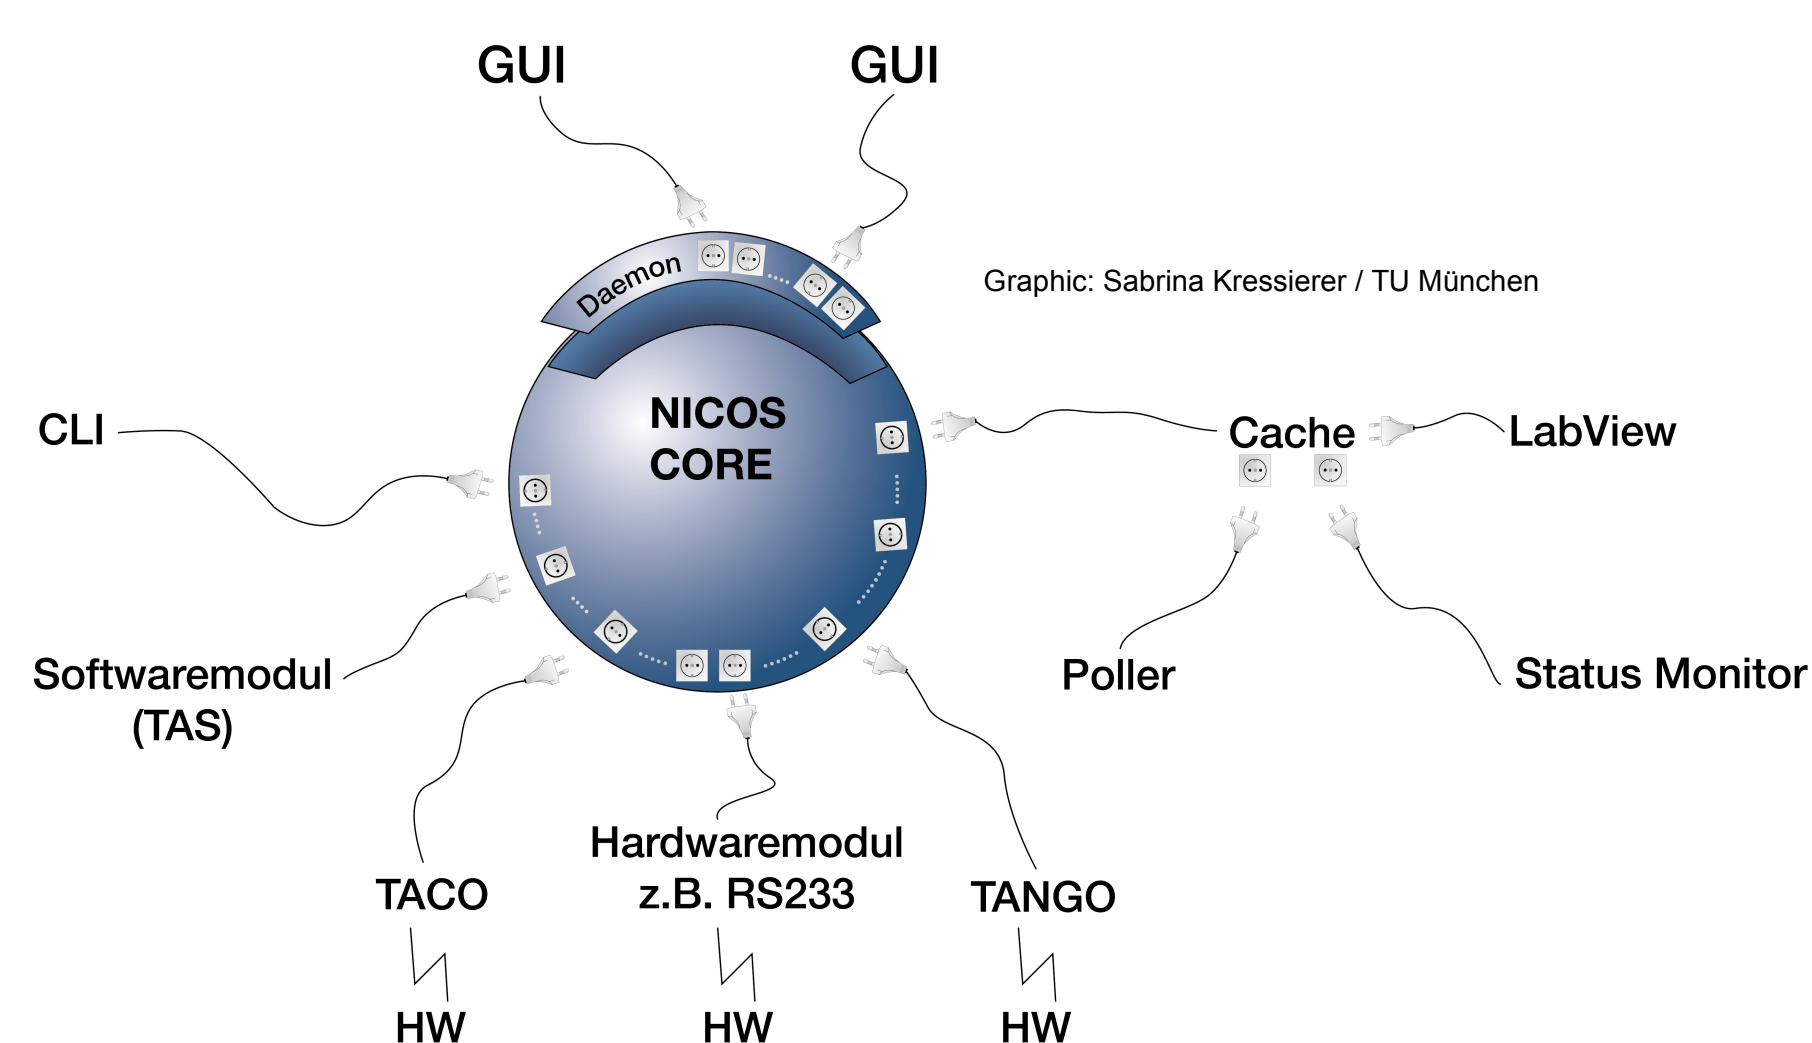 GUI
GUI
Daemon
Graphic: Sabrina Kressierer / TU München
NICOS
CORE
CLI
Cache
LabView
Softwaremodul
(TAS)
Poller
Status Monitor
TACO
Hardwaremodul
z.B. RS233
TANGO
HW
HW
HW